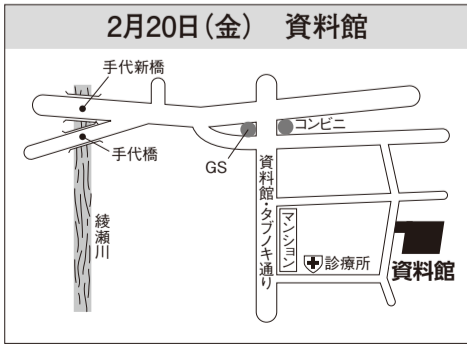 2月20日(金) 資料館
手代新橋
コンビニ
手代橋
GS
資料館・タブノキ通り
マンション
綾瀬川
診療所
資料館